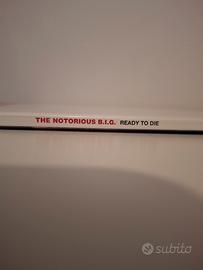 THE NOTORIOUS B.I.G. READY TO DIE
subito